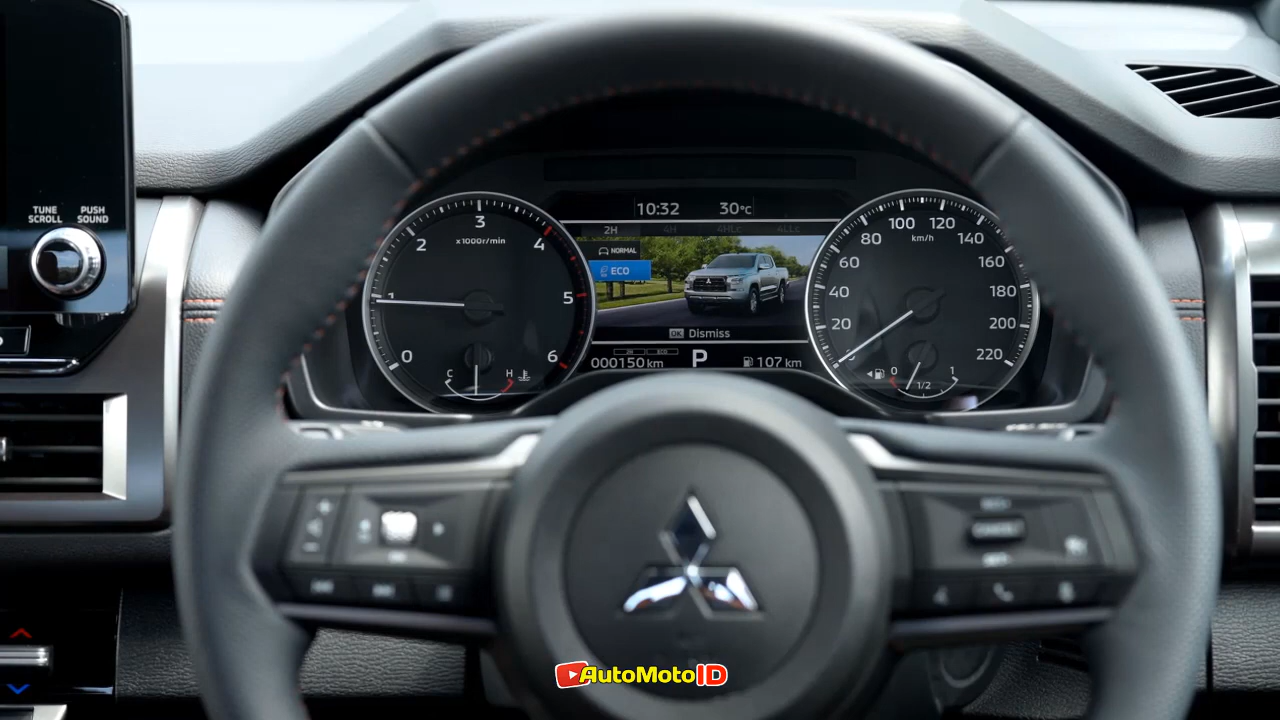 TUNE SCROLL
PUSH SOUND
10:32 30°C
2H 4H 4HLc 4LLc
NORMAL
ECO
OK Dismiss
000150km P 107 km
0 1 2 3 4 5 6
x1000r/min
C H
20 40 60 80 100 120 140 160 180 200 220
km/h
0 1/2 1
AutoMotoID